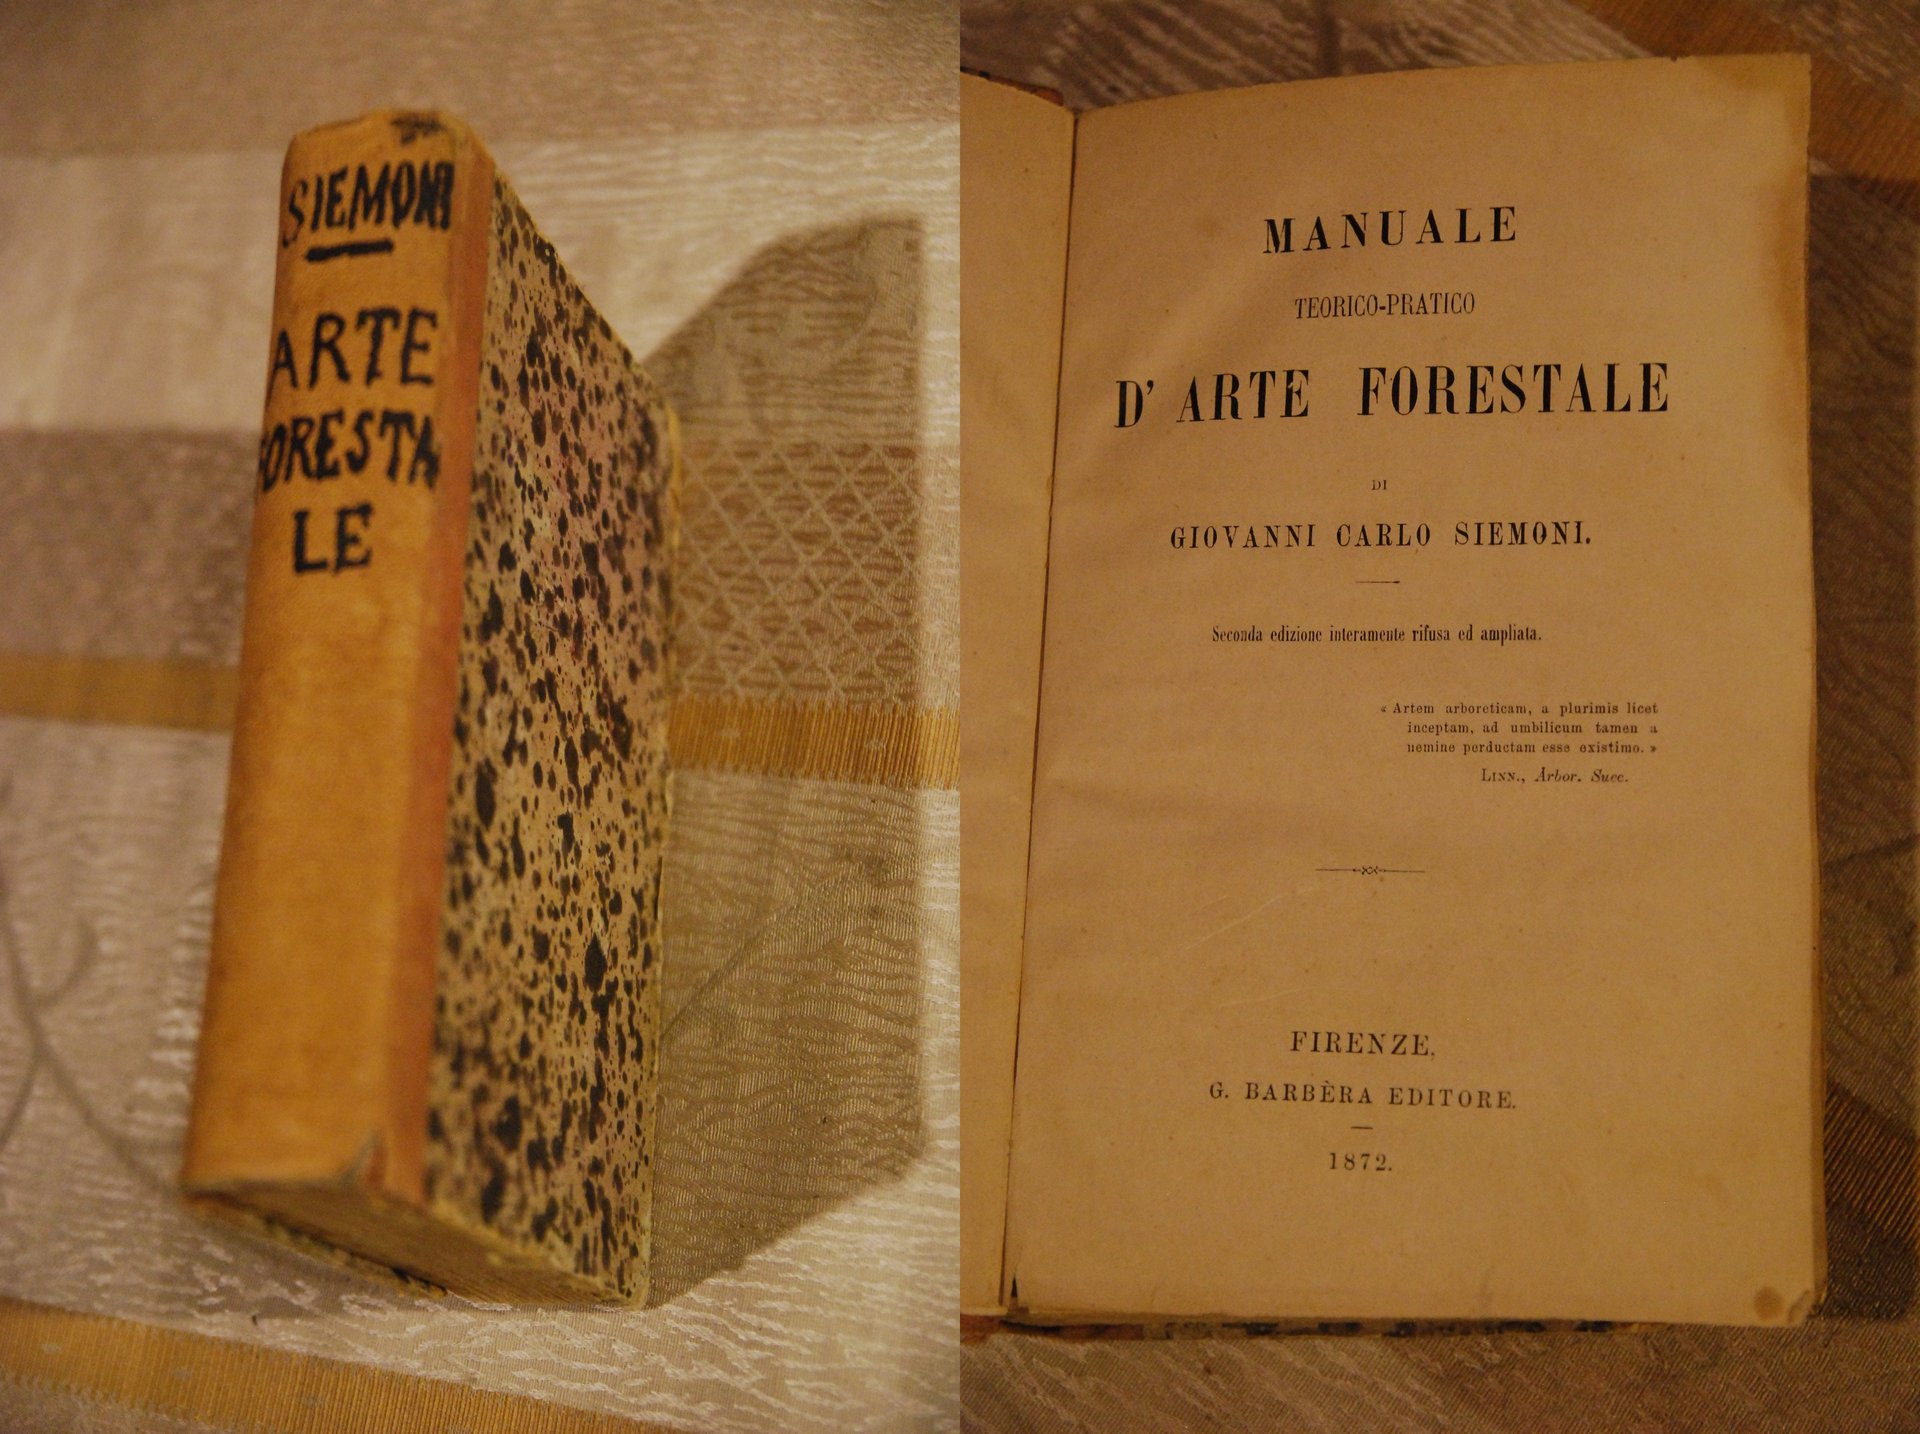 SIEMONI
ARTE
FORESTA
LE
MANUALE
TEORICO-PRATICO
D' ARTE FORESTALE
DI
GIOVANNI CARLO SIEMONI.
Seconda edizione interamente rifusa ed ampliata.
« Artem arboreticam, a plurimis licet
inceptam, ad umbilicum tamen a
nemine perductam esse existimo. »
LINN., Arbor. Suec.
FIRENZE,
G. BARBÈRA EDITORE.
1872.